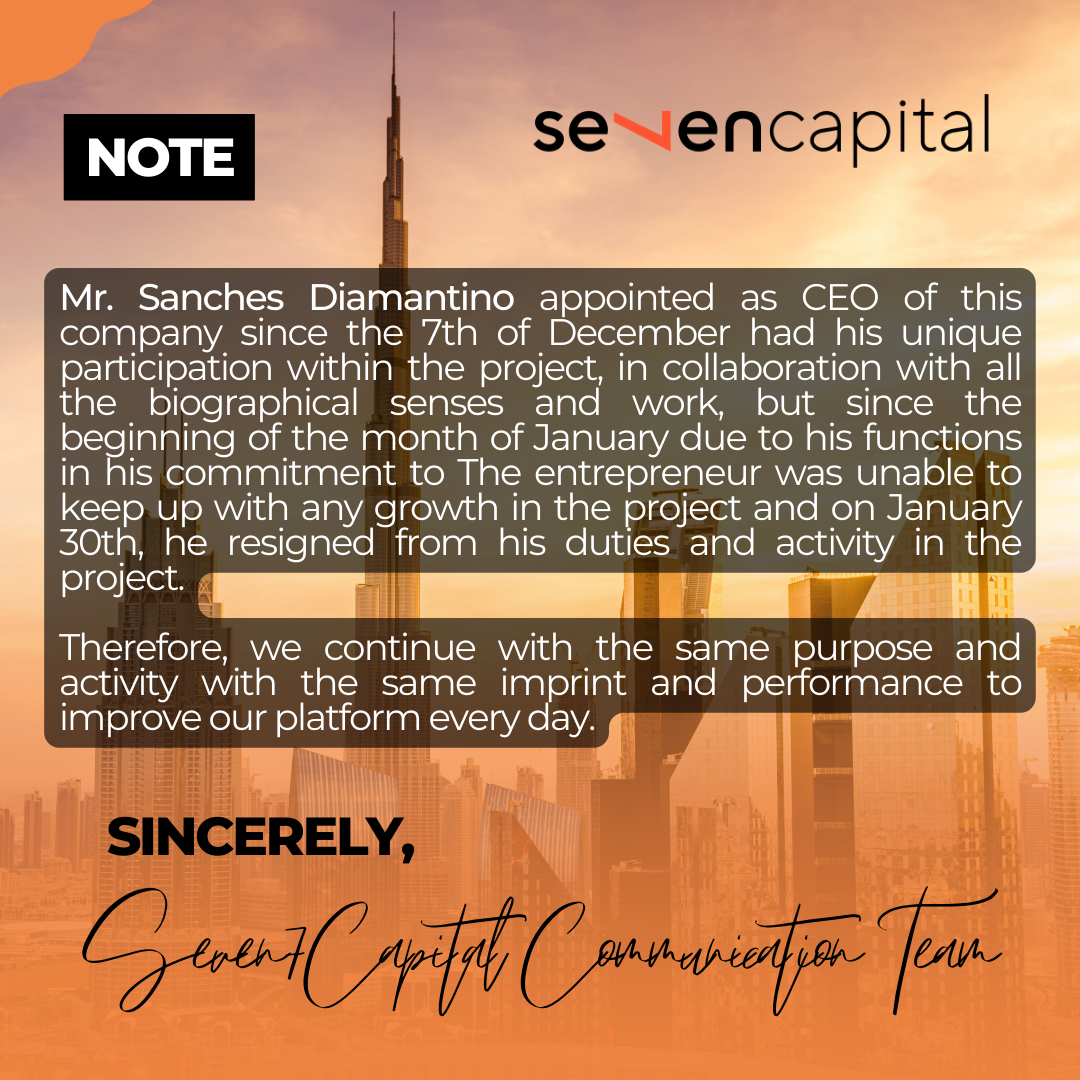 NOTE
sevencapital
Mr. Sanches Diamantino appointed as CEO of this
company since the 7th of December had his unique
participation within the project, in collaboration with all
the biographical senses and work, but since the
beginning of the month of January due to his functions
in his commitment to The entrepreneur was unable to
keep up with any growth in the project and on January
30th, he resigned from his duties and activity in the
project.
Therefore, we continue with the same purpose and
activity with the same imprint and performance to
improve our platform every day.
SINCERELY,
Seven7 Capital Communication Team